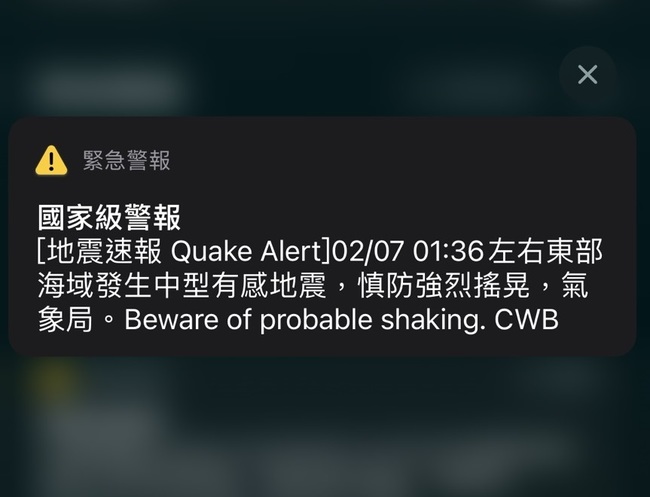 緊急警報
國家級警報
[地震速報 Quake Alert]02/07 01:36左右東部
海域發生中型有感地震，慎防強烈搖晃，氣
象局。Beware of probable shaking. CWB